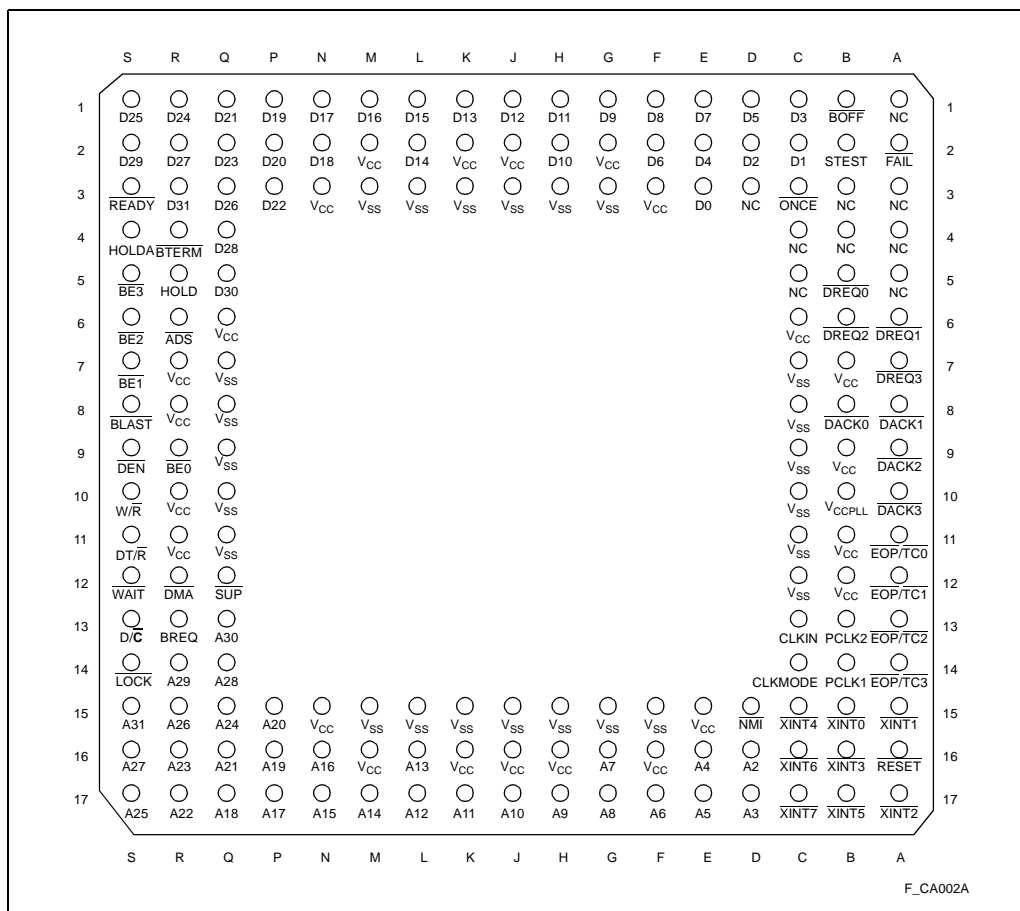 S R Q P N M L K J H G F E D C B A
1 1
D25 D24 D21 D19 D17 D16 D15 D13 D12 D11 D9 D8 D7 D5 D3 BOFF NC
2 2
D29 D27 D23 D20 D18 VCC D14 VCC VCC D10 VCC D6 D4 D2 D1 STEST FAIL
3 3
READY D31 D26 D22 VCC VSS VSS VSS VSS VSS VSS VCC D0 NC ONCE NC NC
4 4
HOLDA BTERM D28 NC NC NC
5 5
BE3 HOLD D30 NC DREQ0 NC
6 6
BE2 ADS VCC VCC DREQ2 DREQ1
7 7
BE1 VCC VSS VSS VCC DREQ3
8 8
BLAST VCC VSS VSS DACK0 DACK1
9 9
DEN BE0 VSS VSS VCC DACK2
10 10
W/R VCC VSS VSS VCCPLL DACK3
11 11
DT/R VCC VSS VSS VCC EOP/TC0
12 12
WAIT DMA SUP VSS VCC EOP/TC1
13 13
D/C BREQ A30 CLKIN PCLK2 EOP/TC2
14 14
LOCK A29 A28 CLKMODE PCLK1 EOP/TC3
15 15
A31 A26 A24 A20 VCC VSS VSS VSS VSS VSS VSS VSS VCC NMI XINT4 XINT0 XINT1
16 16
A27 A23 A21 A19 A16 VCC A13 VCC VCC VCC A7 VCC A4 A2 XINT6 XINT3 RESET
17 17
A25 A22 A18 A17 A15 A14 A12 A11 A10 A9 A8 A6 A5 A3 XINT7 XINT5 XINT2
S R Q P N M L K J H G F E D C B A
F_CA002A